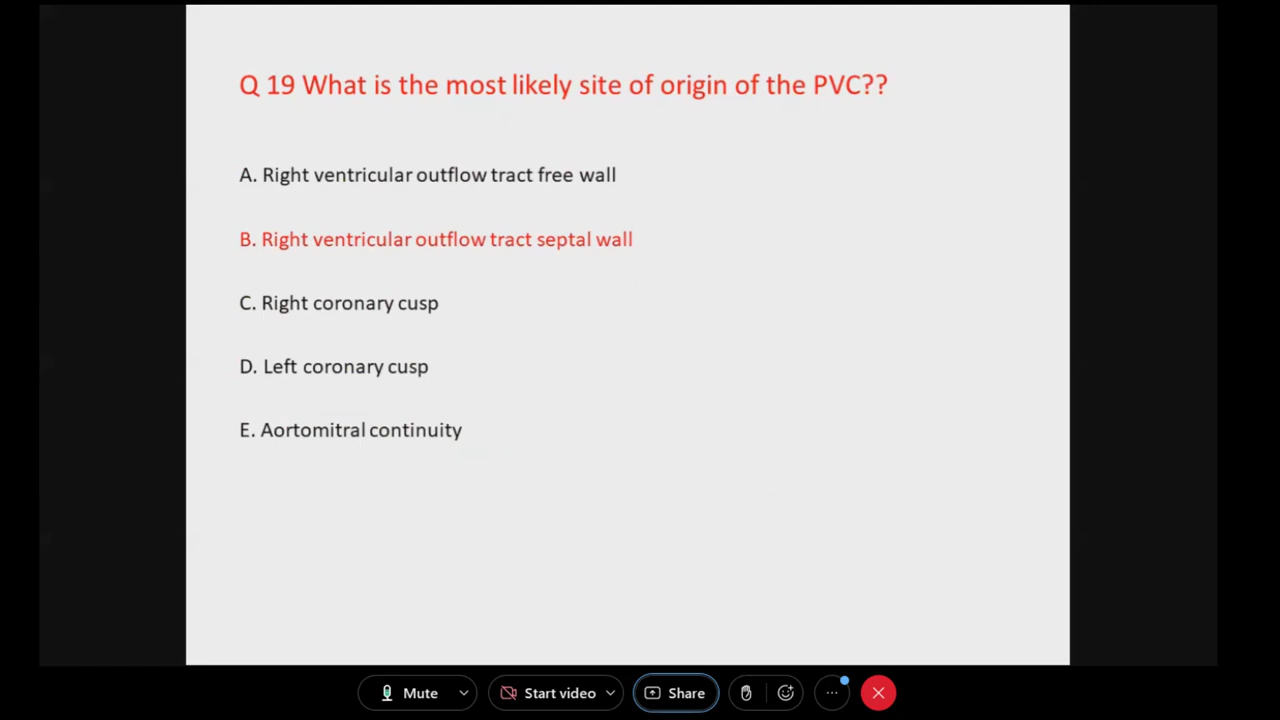 Q 19 What is the most likely site of origin of the PVC??
A. Right ventricular outflow tract free wall
B. Right ventricular outflow tract septal wall
C. Right coronary cusp
D. Left coronary cusp
E. Aortomitral continuity
Mute
Start video
Share